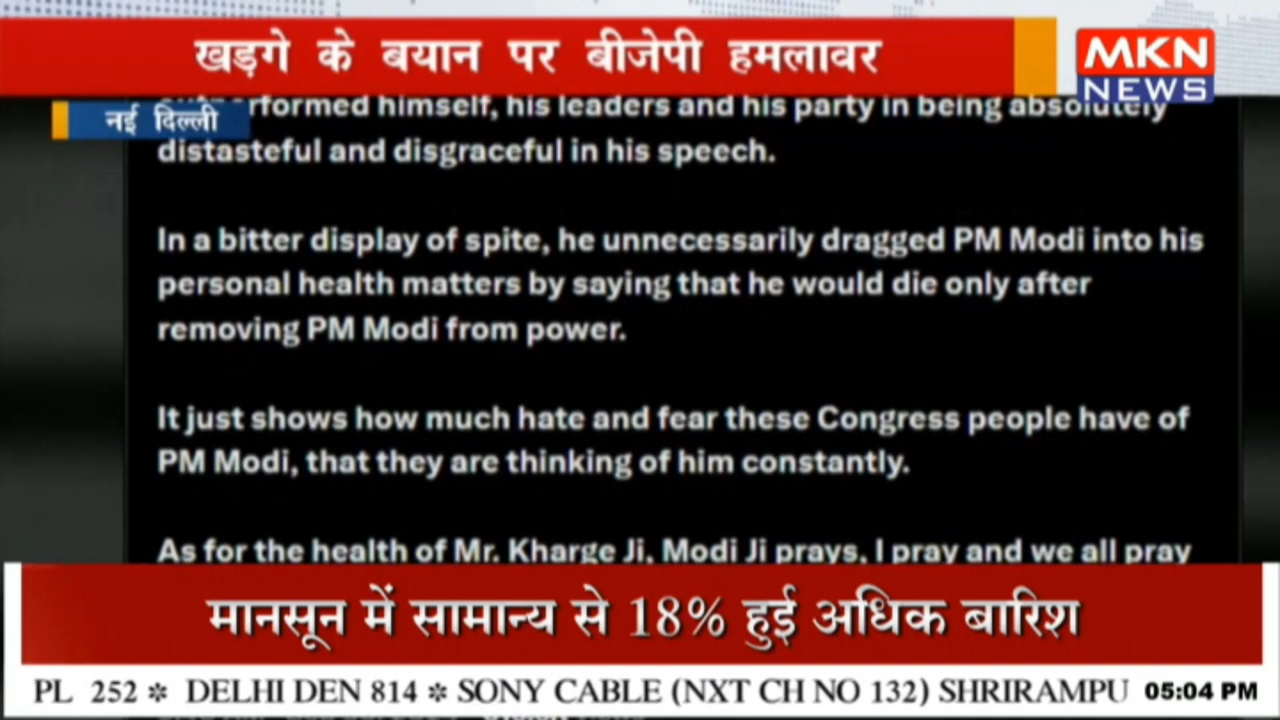 खड़गे के बयान पर बीजेपी हमलावर
MKN
NEWS
नई दिल्ली
himself, his leaders and his party in being absolutely
distasteful and disgraceful in his speech.
In a bitter display of spite, he unnecessarily dragged PM Modi into his
personal health matters by saying that he would die only after
removing PM Modi from power.
It just shows how much hate and fear these Congress people have of
PM Modi, that they are thinking of him constantly.
As for the health of Mr. Kharge Ji, Modi Ji prays, I pray and we all pray
मानसून में सामान्य से 18% हुई अधिक बारिश
PL 252 * DELHI DEN 814 * SONY CABLE (NXT CH NO 132) SHRIRAMPU 05:04 PM